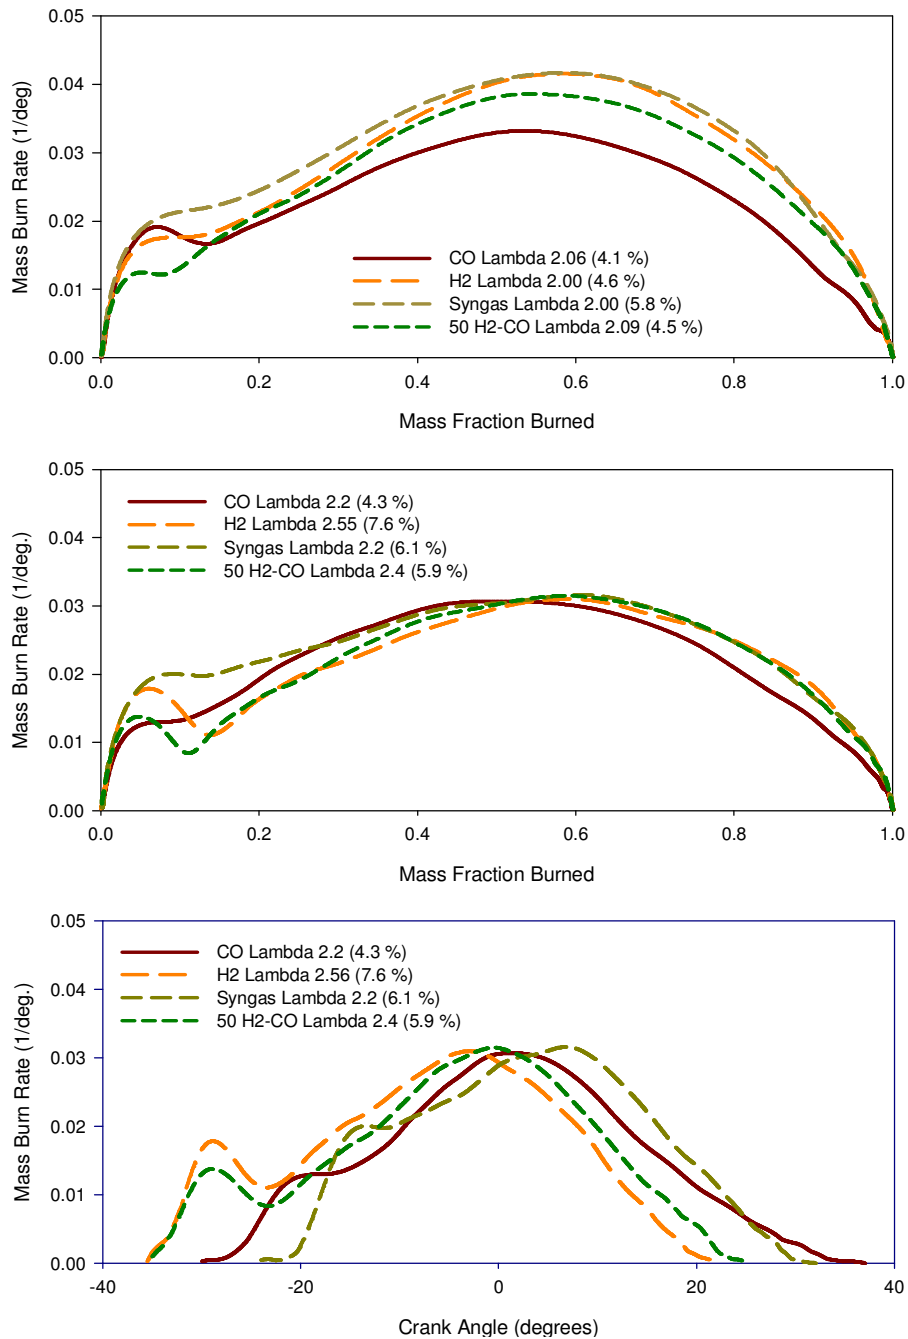 0.05
0.04
0.03
0.02
0.01
0.00
Mass Burn Rate (1/deg)
CO Lambda 2.06 (4.1 %)
H2 Lambda 2.00 (4.6 %)
Syngas Lambda 2.00 (5.8 %)
50 H2-CO Lambda 2.09 (4.5 %)
0.0 0.2 0.4 0.6 0.8 1.0
Mass Fraction Burned
0.05
0.04
0.03
0.02
0.01
0.00
Mass Burn Rate (1/deg.)
CO Lambda 2.2 (4.3 %)
H2 Lambda 2.55 (7.6 %)
Syngas Lambda 2.2 (6.1 %)
50 H2-CO Lambda 2.4 (5.9 %)
0.0 0.2 0.4 0.6 0.8 1.0
Mass Fraction Burned
0.05
0.04
0.03
0.02
0.01
0.00
Mass Burn Rate (1/deg.)
CO Lambda 2.2 (4.3 %)
H2 Lambda 2.56 (7.6 %)
Syngas Lambda 2.2 (6.1 %)
50 H2-CO Lambda 2.4 (5.9 %)
-40 -20 0 20 40
Crank Angle (degrees)